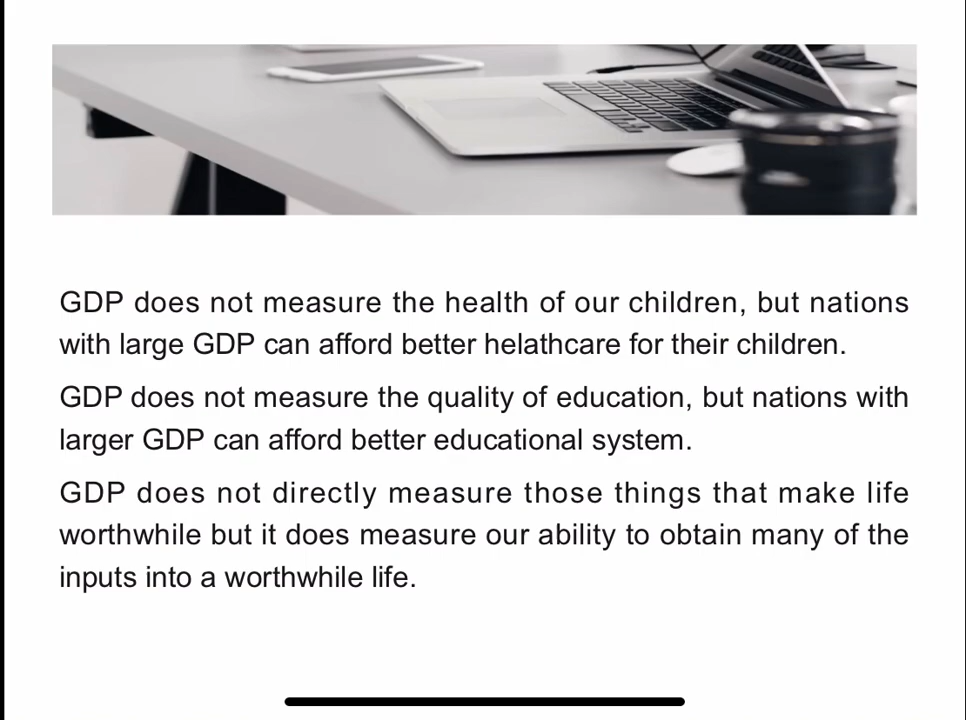 GDP does not measure the health of our children, but nations
with large GDP can afford better helathcare for their children.
GDP does not measure the quality of education, but nations with
larger GDP can afford better educational system.
GDP does not directly measure those things that make life
worthwhile but it does measure our ability to obtain many of the
inputs into a worthwhile life.